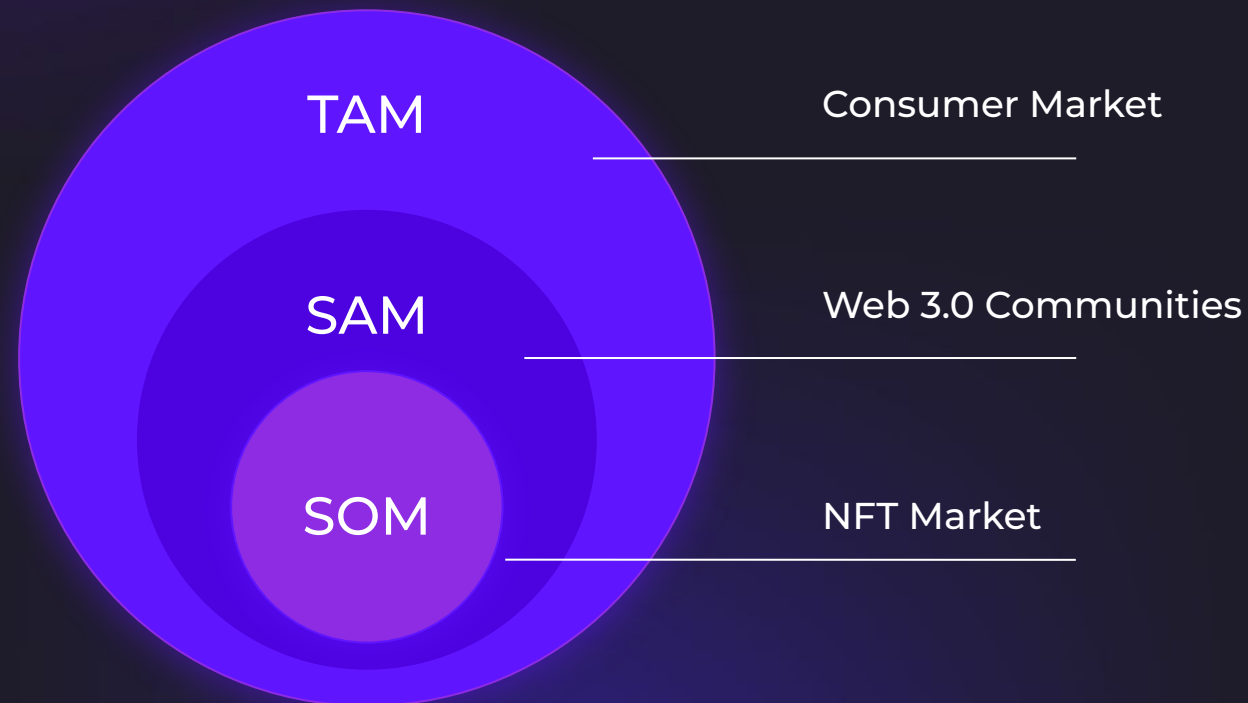 TAM
Consumer Market
SAM
Web 3.0 Communities
SOM
NFT Market